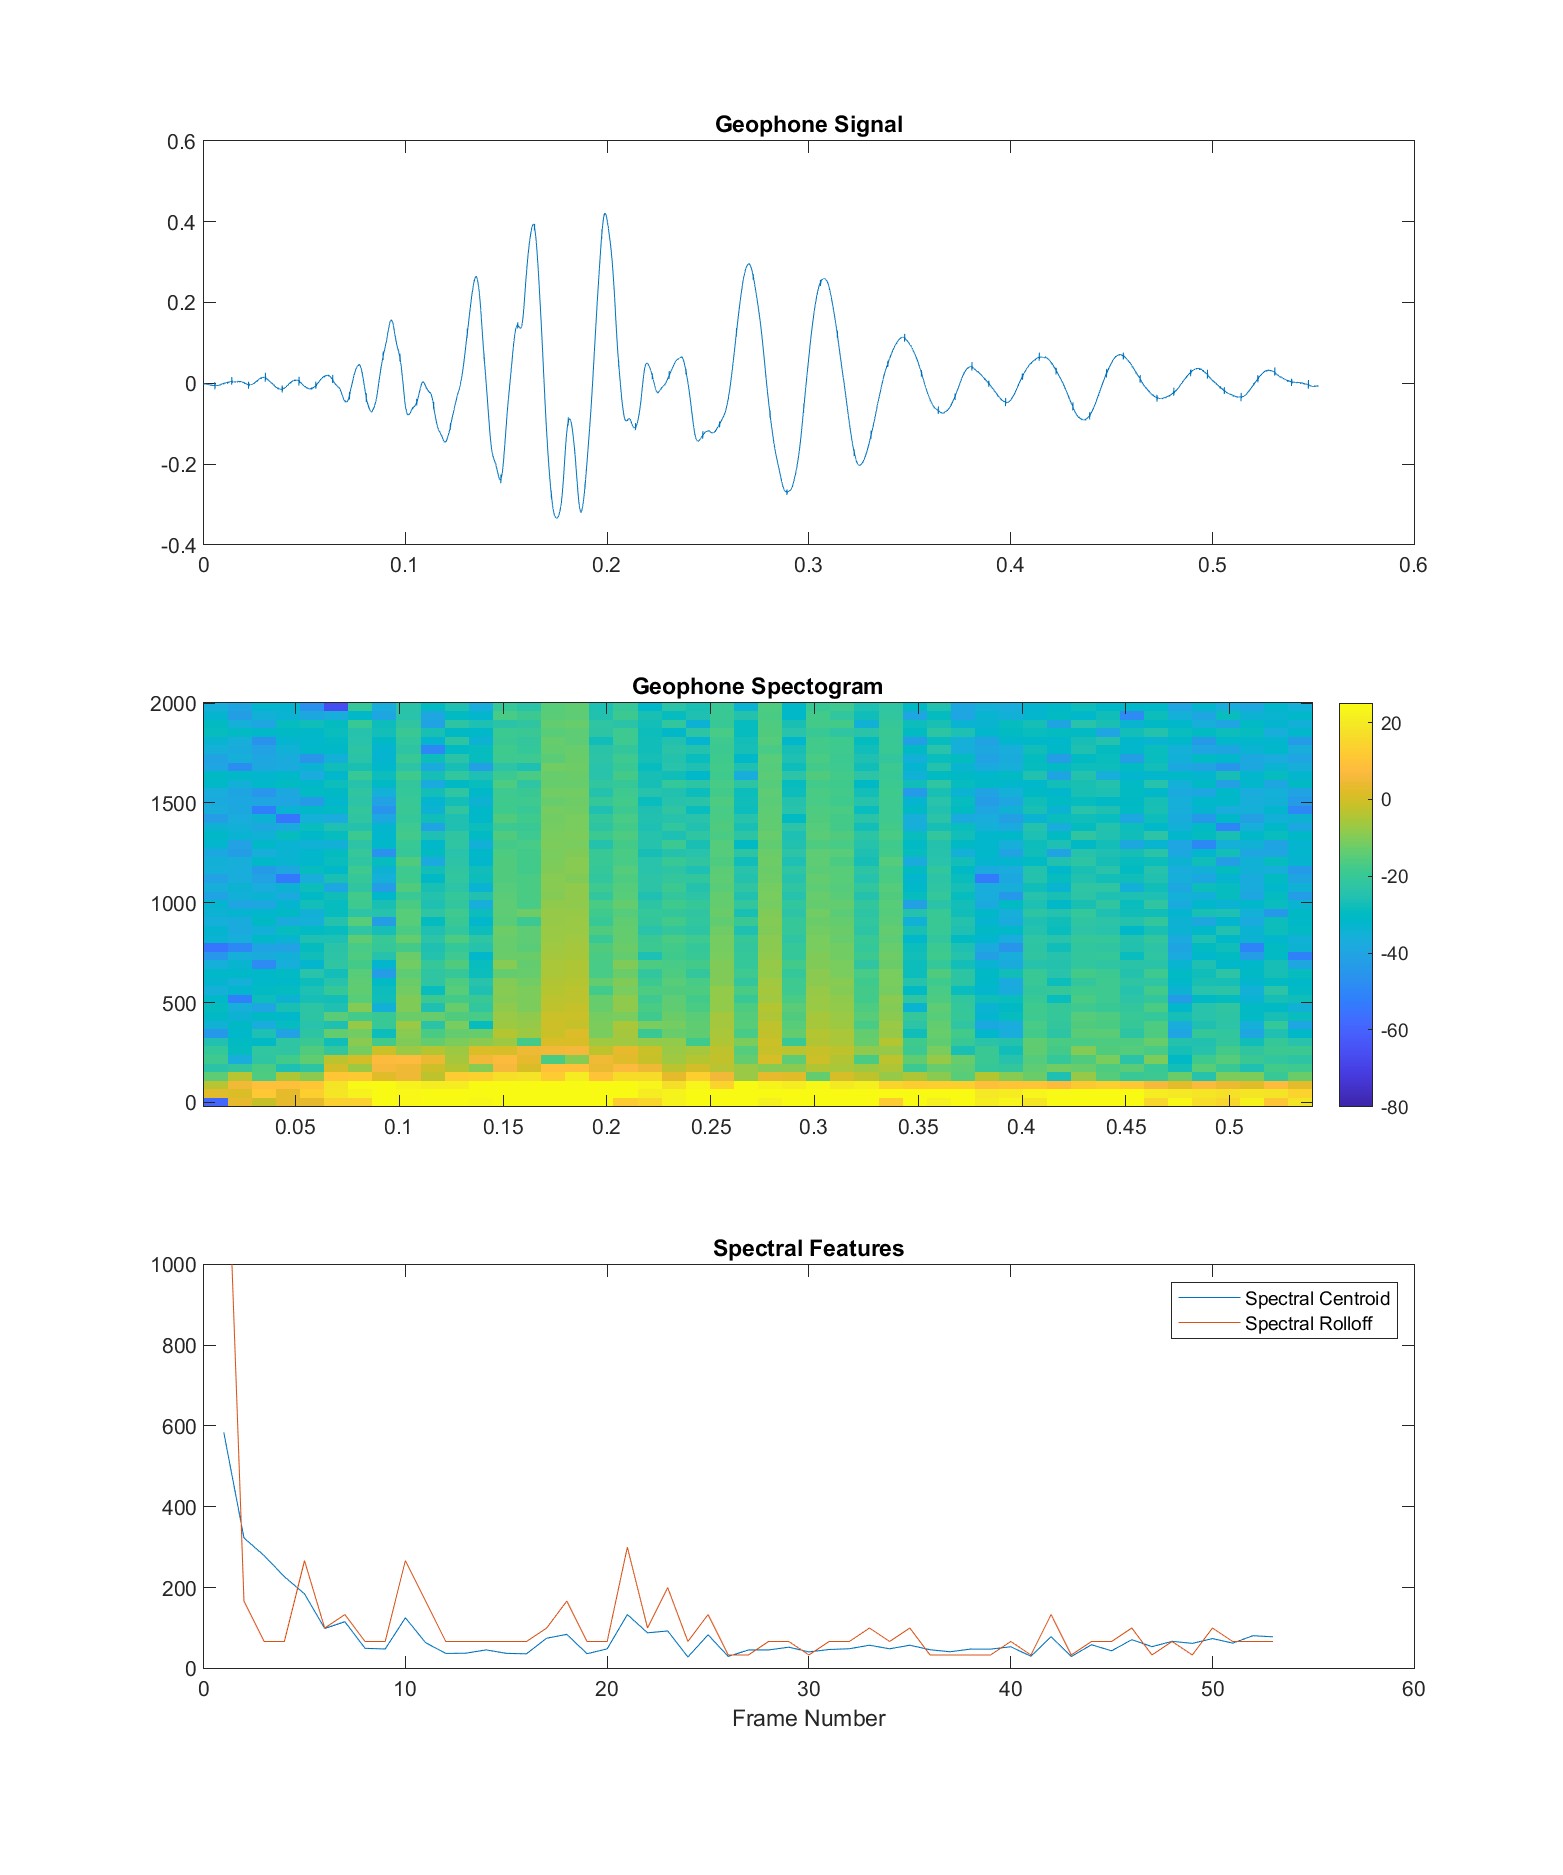 Geophone Signal
0.6
0.4
0.2
0
-0.2
-0.4
0 0.1 0.2 0.3 0.4 0.5 0.6
Geophone Spectogram
2000
1500
1000
500
0
0.05 0.1 0.15 0.2 0.25 0.3 0.35 0.4 0.45 0.5
20
0
-20
-40
-60
-80
Spectral Features
1000
800
600
400
200
0
0 10 20 30 40 50 60
Frame Number
Spectral Centroid
Spectral Rolloff